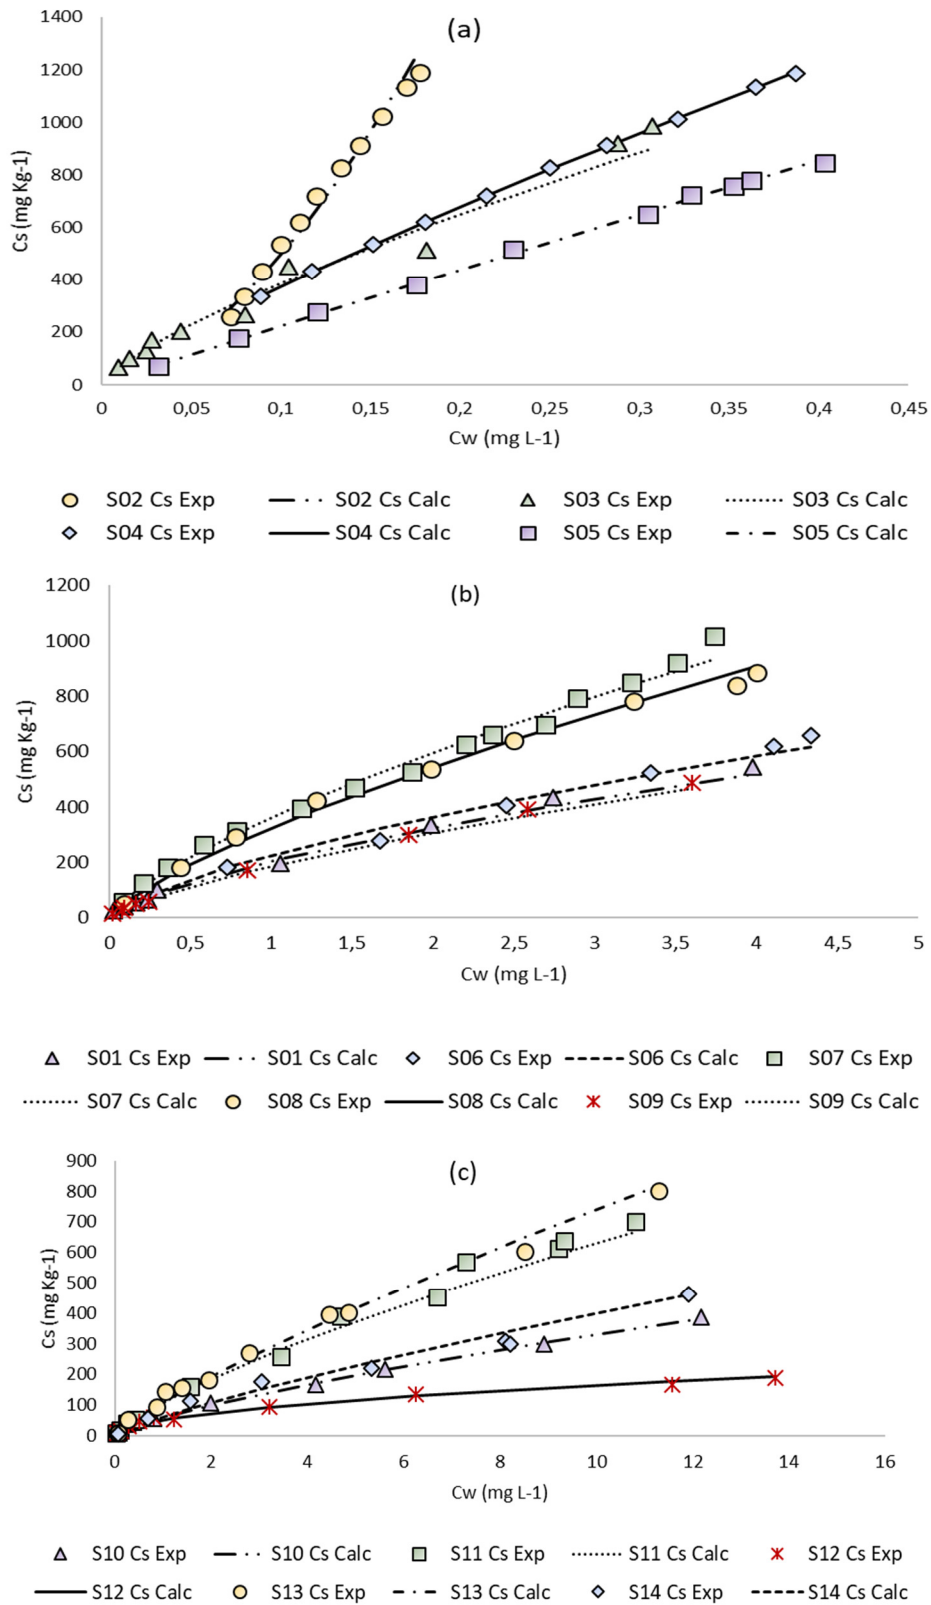 (a)
1400
1200
1000
800
600
400
200
0
Cs (mg Kg-1)
0 0,05 0,1 0,15 0,2 0,25 0,3 0,35 0,4 0,45
Cw (mg L-1)
S02 Cs Exp S02 Cs Calc S03 Cs Exp S03 Cs Calc
S04 Cs Exp S04 Cs Calc S05 Cs Exp S05 Cs Calc
(b)
1200
1000
800
600
400
200
0
Cs (mg Kg-1)
0 0,5 1 1,5 2 2,5 3 3,5 4 4,5 5
Cw (mg L-1)
S01 Cs Exp S01 Cs Calc S06 Cs Exp S06 Cs Calc S07 Cs Exp
S07 Cs Calc S08 Cs Exp S08 Cs Calc S09 Cs Exp S09 Cs Calc
(c)
900
800
700
600
500
400
300
200
100
0
Cs (mg Kg-1)
0 2 4 6 8 10 12 14 16
Cw (mg L-1)
S10 Cs Exp S10 Cs Calc S11 Cs Exp S11 Cs Calc S12 Cs Exp
S12 Cs Calc S13 Cs Exp S13 Cs Calc S14 Cs Exp S14 Cs Calc